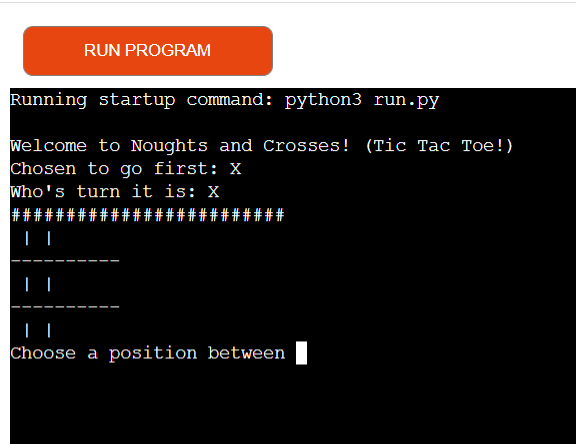 RUN PROGRAM
Running startup command: python3 run.py
Welcome to Noughts and Crosses! (Tic Tac Toe!)
Chosen to go first: X
Who's turn it is: X
#########################
 | |
----------
 | |
----------
 | |
Choose a position between